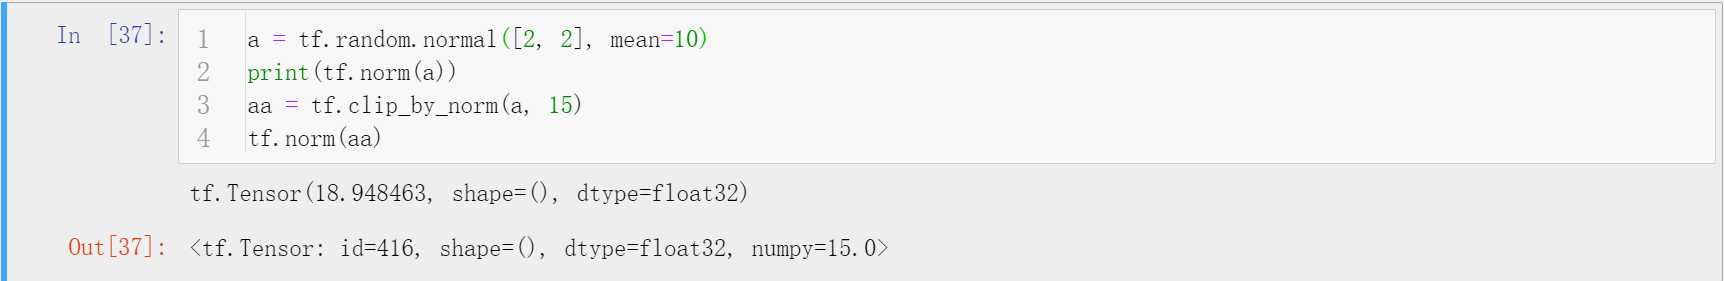 In [37]:
1 a = tf.random.normal([2, 2], mean=10)
2 print(tf.norm(a))
3 aa = tf.clip_by_norm(a, 15)
4 tf.norm(aa)
tf.Tensor(18.948463, shape=(), dtype=float32)
Out[37]: <tf.Tensor: id=416, shape=(), dtype=float32, numpy=15.0>